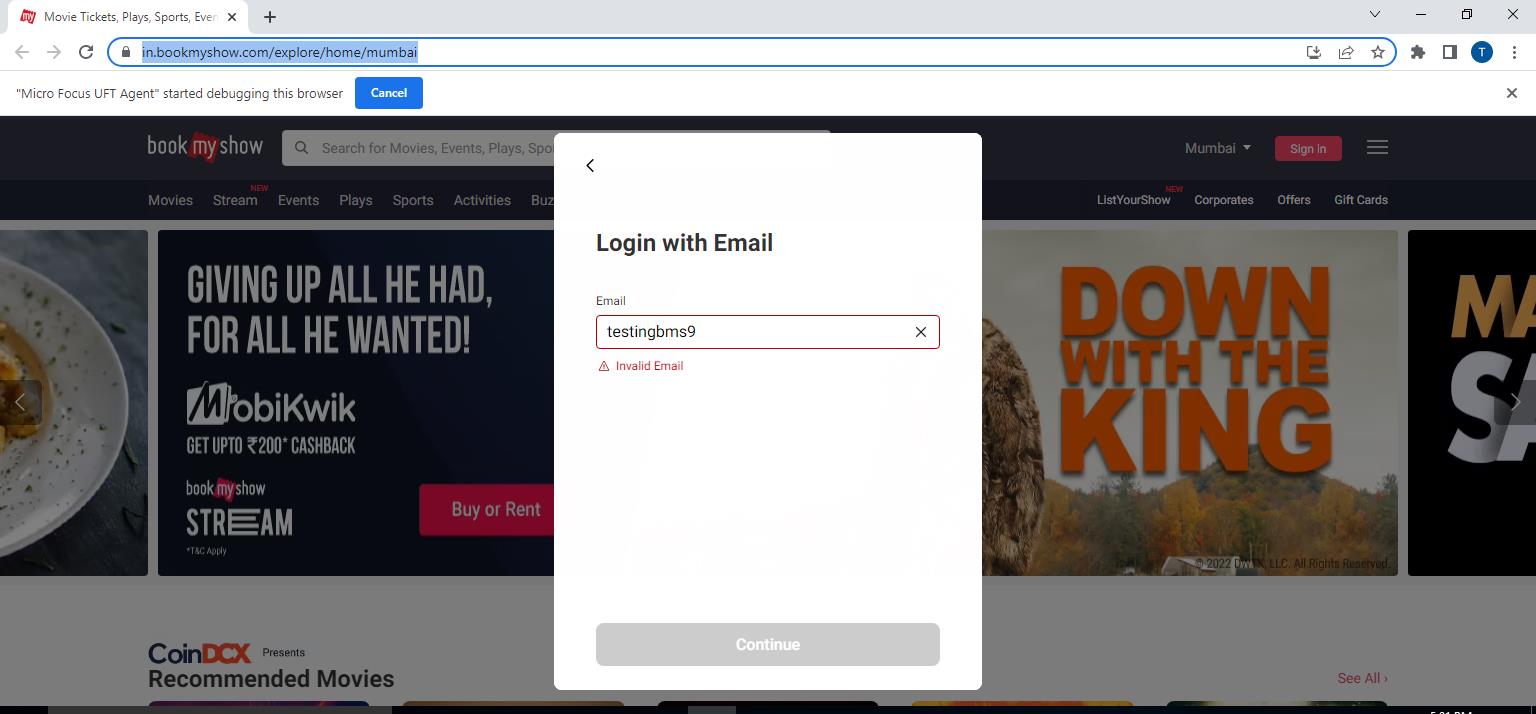 Movie Tickets, Plays, Sports, Even
in.bookmyshow.com/explore/home/mumbai
T
"Micro Focus UFT Agent" started debugging this browser
Cancel
book my show
Search for Movies, Events, Plays, Spo
Mumbai
Sign in
Movies
Stream
NEW
Events
Plays
Sports
Activities
Buz
ListYourShow
NEW
Corporates
Offers
Gift Cards
Login with Email
Email
testingbms9
Invalid Email
Continue
GIVING UP ALL HE HAD,
FOR ALL HE WANTED!
MobiKwik
GET UPTO ₹200* CASHBACK
book my show
STREAM
*T&C Apply
Buy or Rent
DOWN
WITH THE
KING
© 2022 DWTK, LLC. All Rights Reserved.
MA
SA
CoinDCX
Presents
Recommended Movies
See All ›